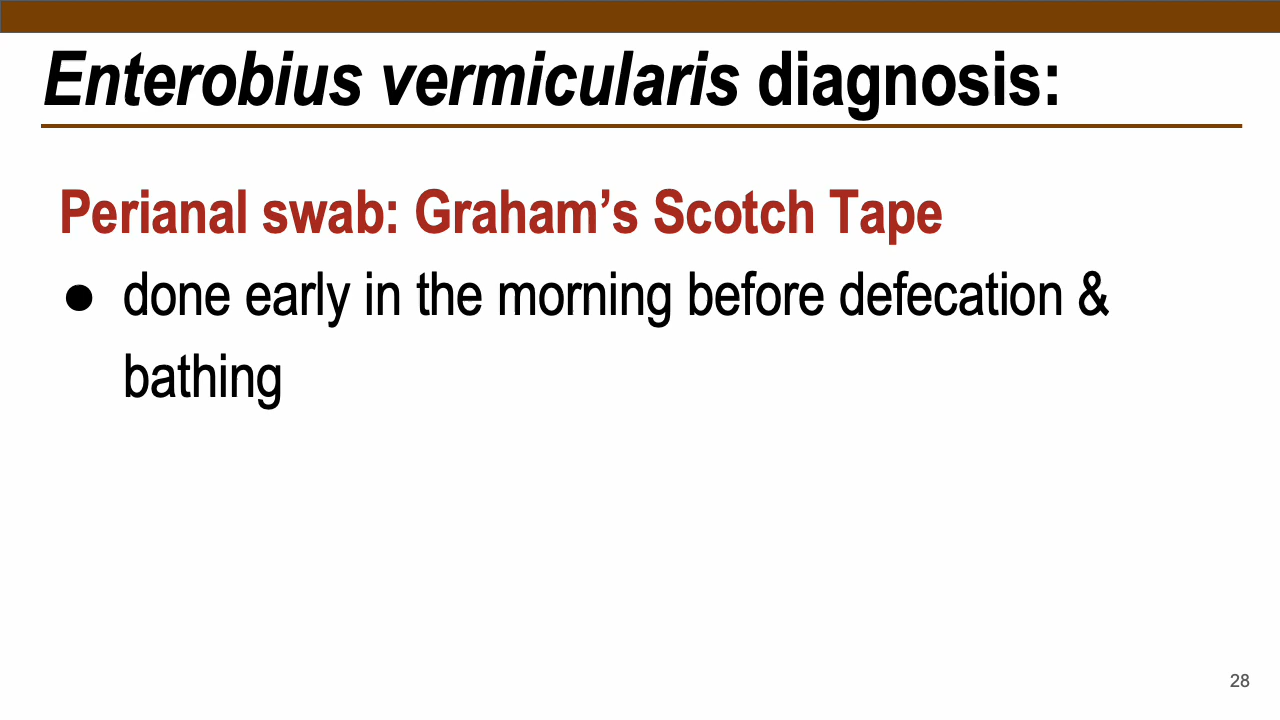 Enterobius vermicularis diagnosis:
Perianal swab: Graham’s Scotch Tape
● done early in the morning before defecation &
bathing
28